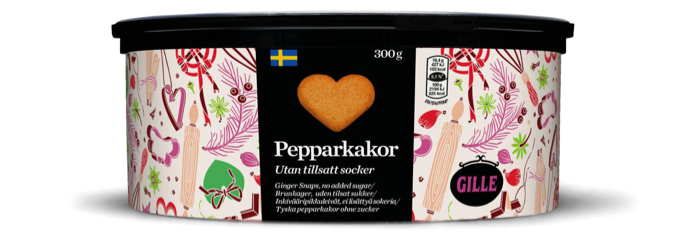 300g
Pepparkakor
Utan tillsatt socker
Ginger Snaps, no added sugar/
Brunkager, uden tilsat sukker/
Inkivääripikkuleivät, ei lisättyä sokeria/
Tyska pepparkakor ohne zucker
GILLE